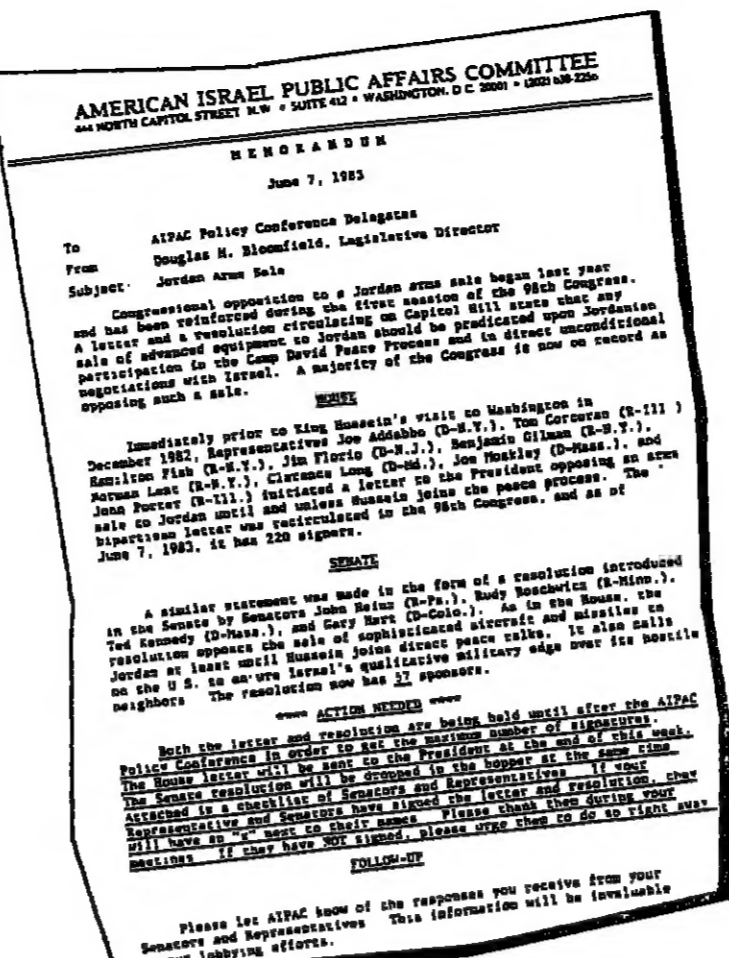 AMERICAN ISRAEL PUBLIC AFFAIRS COMMITTEE
444 NORTH CAPITOL STREET N.W. • SUITE 412 • WASHINGTON, D C. 20001 • (202) 638-2256
MEMORANDUM
June 7, 1983
To AIPAC Policy Conference Delegates
From Douglas M. Bloomfield, Legislative Director
Subject: Jordan Arms Sale
Congressional opposition to a Jordan arms sale began last year
and has been reinforced during the first session of the 98th Congress.
A letter and a resolution circulating on Capitol Hill state that any
sale of advanced equipment to Jordan should be predicated upon Jordanian
participation in the Camp David Peace Process and in direct unconditional
negotiations with Israel. A majority of the Congress is now on record as
opposing such a sale.
HOUSE
Immediately prior to King Hussein's visit to Washington in
December 1982, Representatives Joe Addabbo (D-N.Y.), Tom Corcoran (R-Ill )
Hamilton Fish (R-N.Y.), Jim Florio (D-N.J.), Benjamin Gilman (R-N.Y.),
Norman Lent (R-N.Y.), Clarence Long (D-Md.), Joe Moakley (D-Mass.), and
John Porter (R-Ill.) initiated a letter to the President opposing an arms
sale to Jordan until and unless Hussein joins the peace process. The
bipartisan letter was recirculated in the 98th Congress, and as of
June 7, 1983, it has 220 signers.
SENATE
A similar statement was made in the form of a resolution introduced
in the Senate by Senators John Heinz (R-Pa.), Rudy Boschwitz (R-Minn.),
Ted Kennedy (D-Mass.), and Gary Hart (D-Colo.). As in the House, the
resolution opposes the sale of sophisticated aircraft and missiles to
Jordan at least until Hussein joins direct peace talks. It also calls
on the U S. to ensure Israel's qualitative military edge over its hostile
neighbors The resolution now has 37 sponsors.
**** ACTION NEEDED ****
Both the letter and resolution are being held until after the AIPAC
Policy Conference in order to get the maximum number of signatures.
The House letter will be sent to the President at the end of this week.
The Senate resolution will be dropped in the hopper at the same time
Attached is a checklist of Senators and Representatives If your
Representative and Senators have signed the letter and resolution, they
will have an "x" next to their names Please thank them during your
meetings If they have NOT signed, please urge them to do so right away
FOLLOW-UP
Please let AIPAC know of the responses you receive from your
Senators and Representatives This information will be invaluable
lobbying efforts.